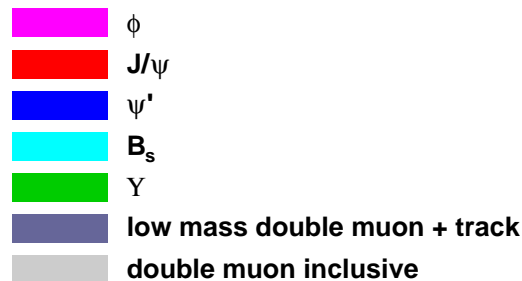 ϕ
J/ψ
ψ'
Bₛ
Υ
low mass double muon + track
double muon inclusive